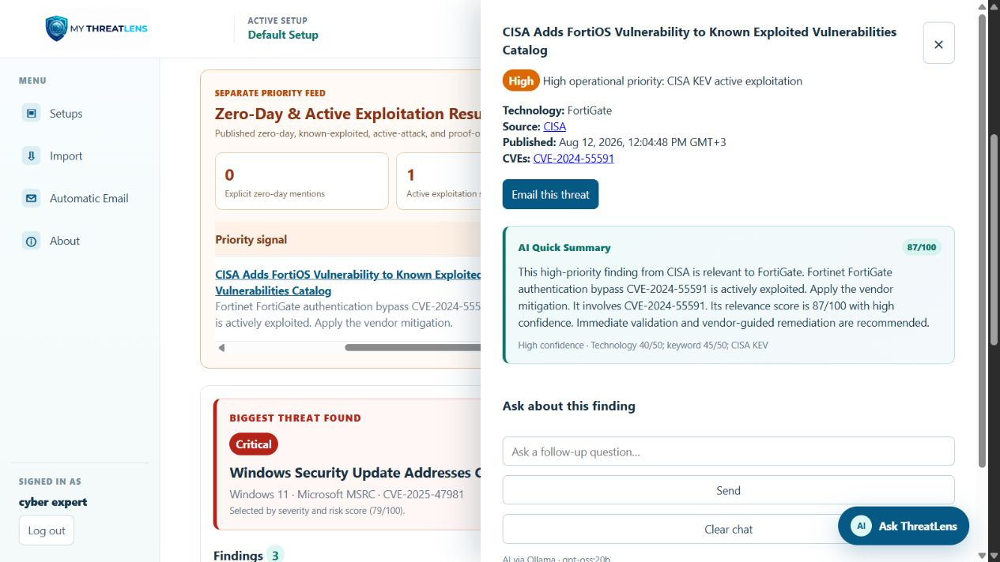 MY THREATLENS
ACTIVE SETUP
Default Setup
MENU
Setups
Import
Automatic Email
About
SIGNED IN AS
cyber expert
Log out
SEPARATE PRIORITY FEED
Zero-Day & Active Exploitation Resu
Published zero-day, known-exploited, active-attack, and proof-o
0
Explicit zero-day mentions
1
Active exploitation s
Priority signal
CISA Adds FortiOS Vulnerability to Known Exploited
Vulnerabilities Catalog
Fortinet FortiGate authentication bypass CVE-2024-555
is actively exploited. Apply the vendor mitigation.
BIGGEST THREAT FOUND
Critical
Windows Security Update Addresses C
Windows 11 · Microsoft MSRC · CVE-2025-47981
Selected by severity and risk score (79/100).
Findings 3
CISA Adds FortiOS Vulnerability to Known Exploited Vulnerabilities
Catalog
×
High High operational priority: CISA KEV active exploitation
Technology: FortiGate
Source: CISA
Published: Aug 12, 2026, 12:04:48 PM GMT+3
CVEs: CVE-2024-55591
Email this threat
AI Quick Summary
87/100
This high-priority finding from CISA is relevant to FortiGate. Fortinet FortiGate
authentication bypass CVE-2024-55591 is actively exploited. Apply the vendor
mitigation. It involves CVE-2024-55591. Its relevance score is 87/100 with high
confidence. Immediate validation and vendor-guided remediation are recommended.
High confidence · Technology 40/50; keyword 45/50; CISA KEV
Ask about this finding
Ask a follow-up question...
Send
Clear chat
AI Ask ThreatLens
AI via Ollama · gpt-oss:20b